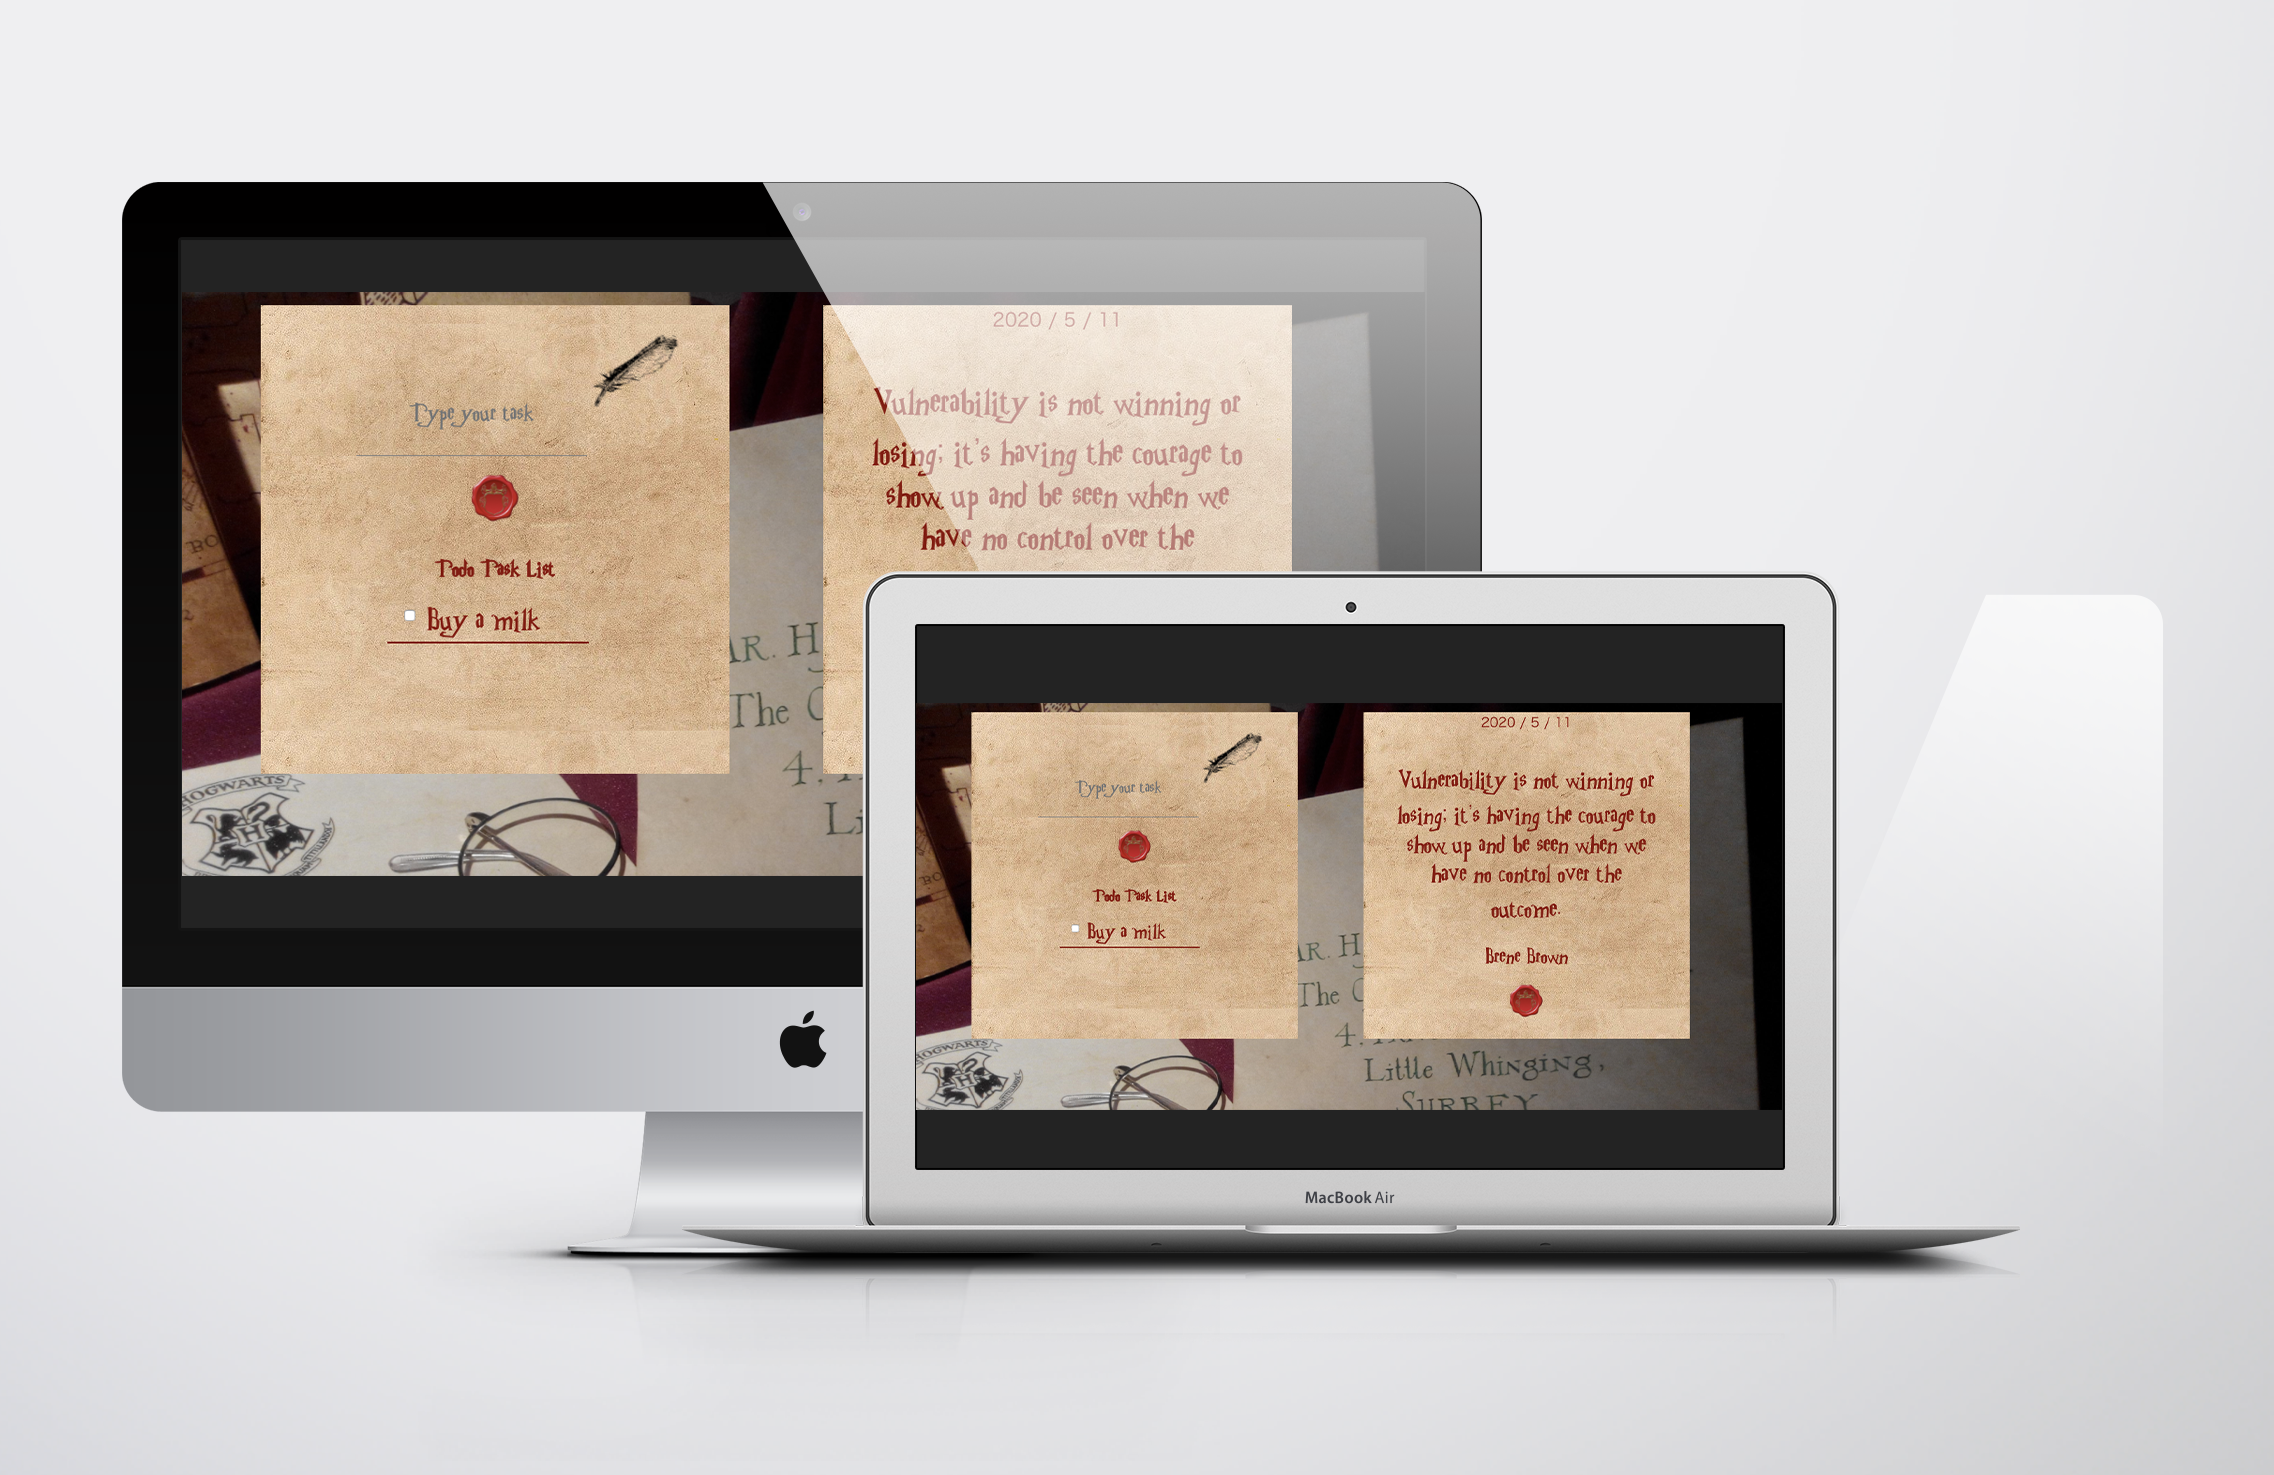 2020 / 5 / 11
Type your task
Vulnerability is not winning or
losing; it's having the courage to
show up and be seen when we
have no control over the
Todo Task List
Buy a milk
MR. H
The
4.
HOGWARTS
H
2020 / 5 / 11
Type your task
Vulnerability is not winning or
losing; it's having the courage to
show up and be seen when we
have no control over the
outcome.
Todo Task List
Buy a milk
Brene Brown
R. H
The
4.
Little Whinging,
SURREY
HOGWARTS
H
MacBook Air